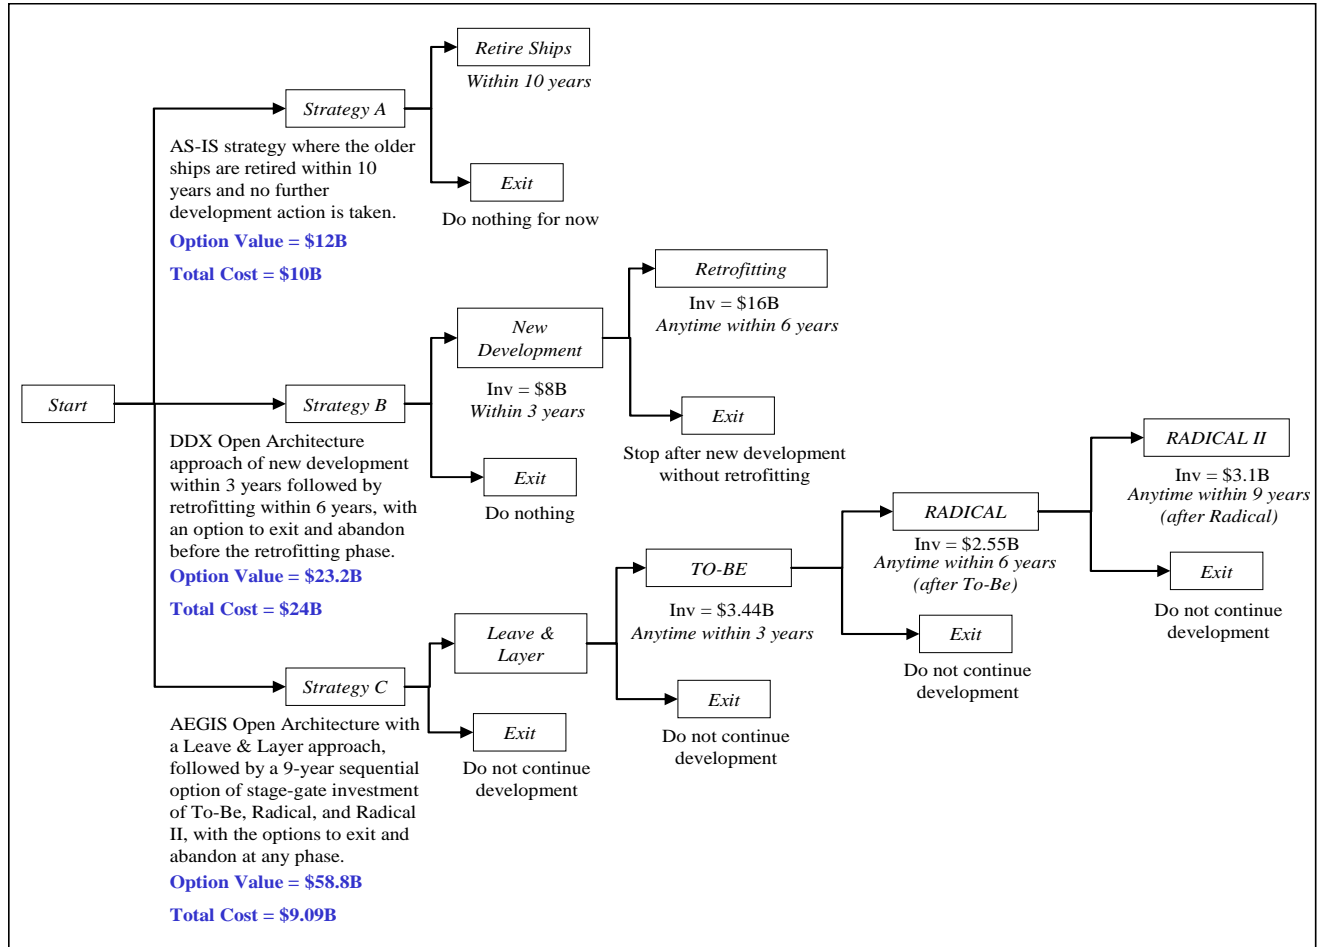 Retire Ships
Within 10 years
Strategy A
AS-IS strategy where the older
ships are retired within 10
years and no further
development action is taken.
Option Value = $12B
Total Cost = $10B
Exit
Do nothing for now
Retrofitting
Inv = $16B
Anytime within 6 years
New
Development
Inv = $8B
Within 3 years
Start
Strategy B
DDX Open Architecture
approach of new development
within 3 years followed by
retrofitting within 6 years, with
an option to exit and abandon
before the retrofitting phase.
Option Value = $23.2B
Total Cost = $24B
Exit
Stop after new development
without retrofitting
Exit
Do nothing
RADICAL II
Inv = $3.1B
Anytime within 9 years
(after Radical)
RADICAL
Inv = $2.55B
Anytime within 6 years
(after To-Be)
Exit
Do not continue
development
TO-BE
Inv = $3.44B
Anytime within 3 years
Exit
Do not continue
development
Leave &
Layer
Exit
Do not continue
development
Strategy C
AEGIS Open Architecture with
a Leave & Layer approach,
followed by a 9-year sequential
option of stage-gate investment
of To-Be, Radical, and Radical
II, with the options to exit and
abandon at any phase.
Option Value = $58.8B
Total Cost = $9.09B
Exit
Do not continue
development